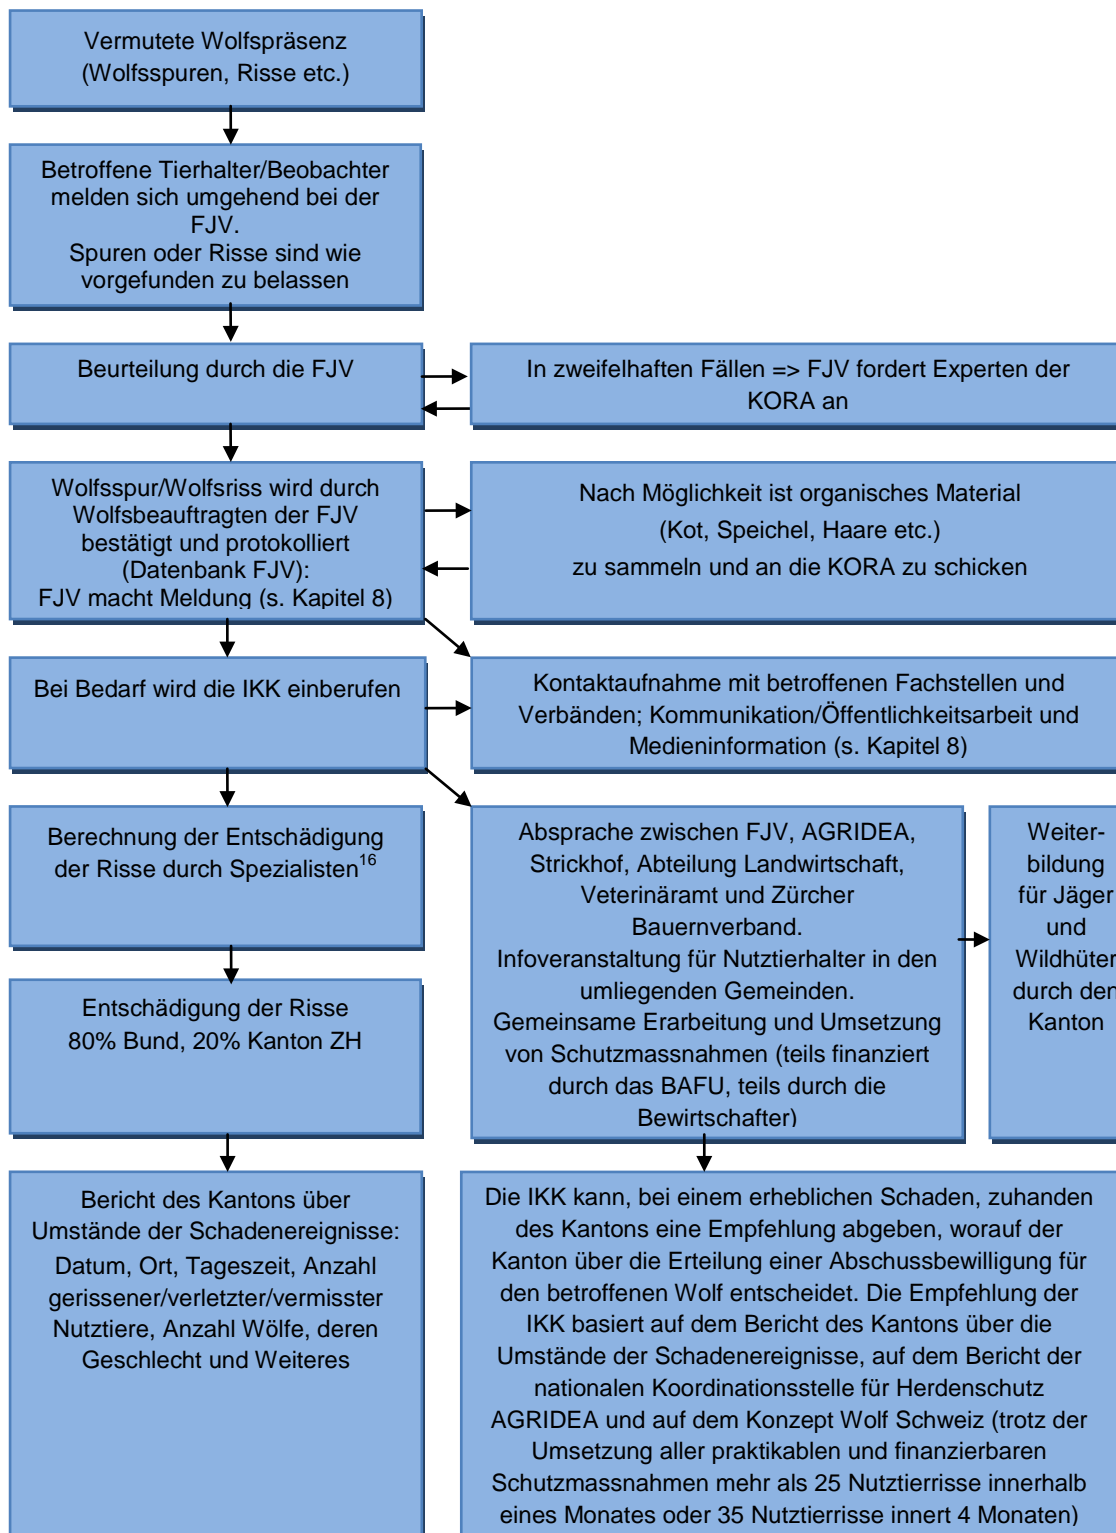 Vermutete Wolfspräsenz
(Wolfsspuren, Risse etc.)
Betroffene Tierhalter/Beobachter
melden sich umgehend bei der
FJV.
Spuren oder Risse sind wie
vorgefunden zu belassen
Beurteilung durch die FJV
In zweifelhaften Fällen => FJV fordert Experten der
KORA an
Wolfsspur/Wolfsriss wird durch
Wolfsbeauftragten der FJV
bestätigt und protokolliert
(Datenbank FJV):
FJV macht Meldung (s. Kapitel 8)
Nach Möglichkeit ist organisches Material
(Kot, Speichel, Haare etc.)
zu sammeln und an die KORA zu schicken
Bei Bedarf wird die IKK einberufen
Kontaktaufnahme mit betroffenen Fachstellen und
Verbänden; Kommunikation/Öffentlichkeitsarbeit und
Medieninformation (s. Kapitel 8)
Berechnung der Entschädigung
der Risse durch Spezialisten16
Absprache zwischen FJV, AGRIDEA,
Strickhof, Abteilung Landwirtschaft,
Veterinäramt und Zürcher
Bauernverband.
Infoveranstaltung für Nutztierhalter in den
umliegenden Gemeinden.
Gemeinsame Erarbeitung und Umsetzung
von Schutzmassnahmen (teils finanziert
durch das BAFU, teils durch die
Bewirtschafter)
Weiter-
bildung
für Jäger
und
Wildhüter
durch den
Kanton
Entschädigung der Risse
80% Bund, 20% Kanton ZH
Bericht des Kantons über
Umstände der Schadenereignisse:
Datum, Ort, Tageszeit, Anzahl
gerissener/verletzter/vermisster
Nutztiere, Anzahl Wölfe, deren
Geschlecht und Weiteres
Die IKK kann, bei einem erheblichen Schaden, zuhanden
des Kantons eine Empfehlung abgeben, worauf der
Kanton über die Erteilung einer Abschussbewilligung für
den betroffenen Wolf entscheidet. Die Empfehlung der
IKK basiert auf dem Bericht des Kantons über die
Umstände der Schadenereignisse, auf dem Bericht der
nationalen Koordinationsstelle für Herdenschutz
AGRIDEA und auf dem Konzept Wolf Schweiz (trotz der
Umsetzung aller praktikablen und finanzierbaren
Schutzmassnahmen mehr als 25 Nutztierrisse innerhalb
eines Monates oder 35 Nutztierrisse innert 4 Monaten)